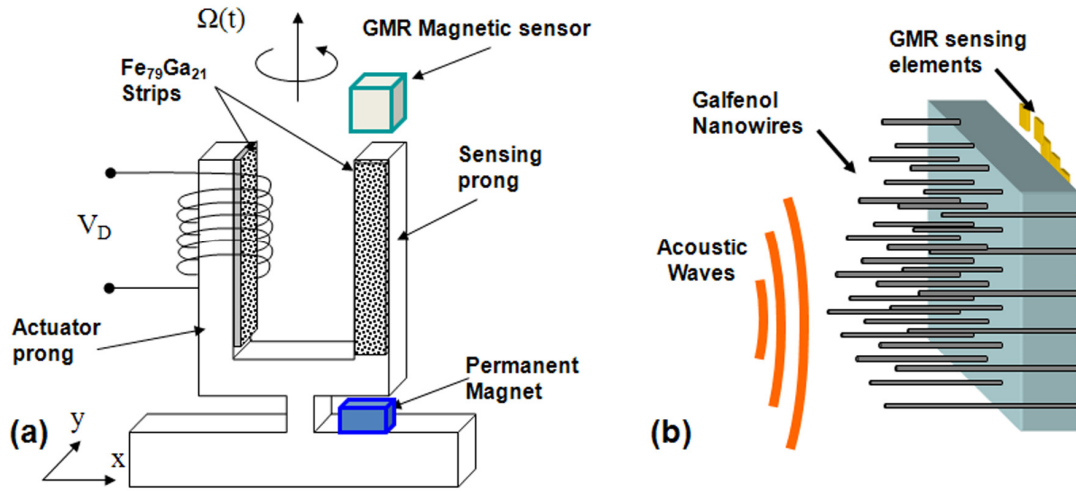 (a)
Ω(t)
GMR Magnetic sensor
Fe79Ga21
Strips
Sensing
prong
VD
Actuator
prong
Permanent
Magnet
y
x
(b)
GMR sensing
elements
Galfenol
Nanowires
Acoustic
Waves